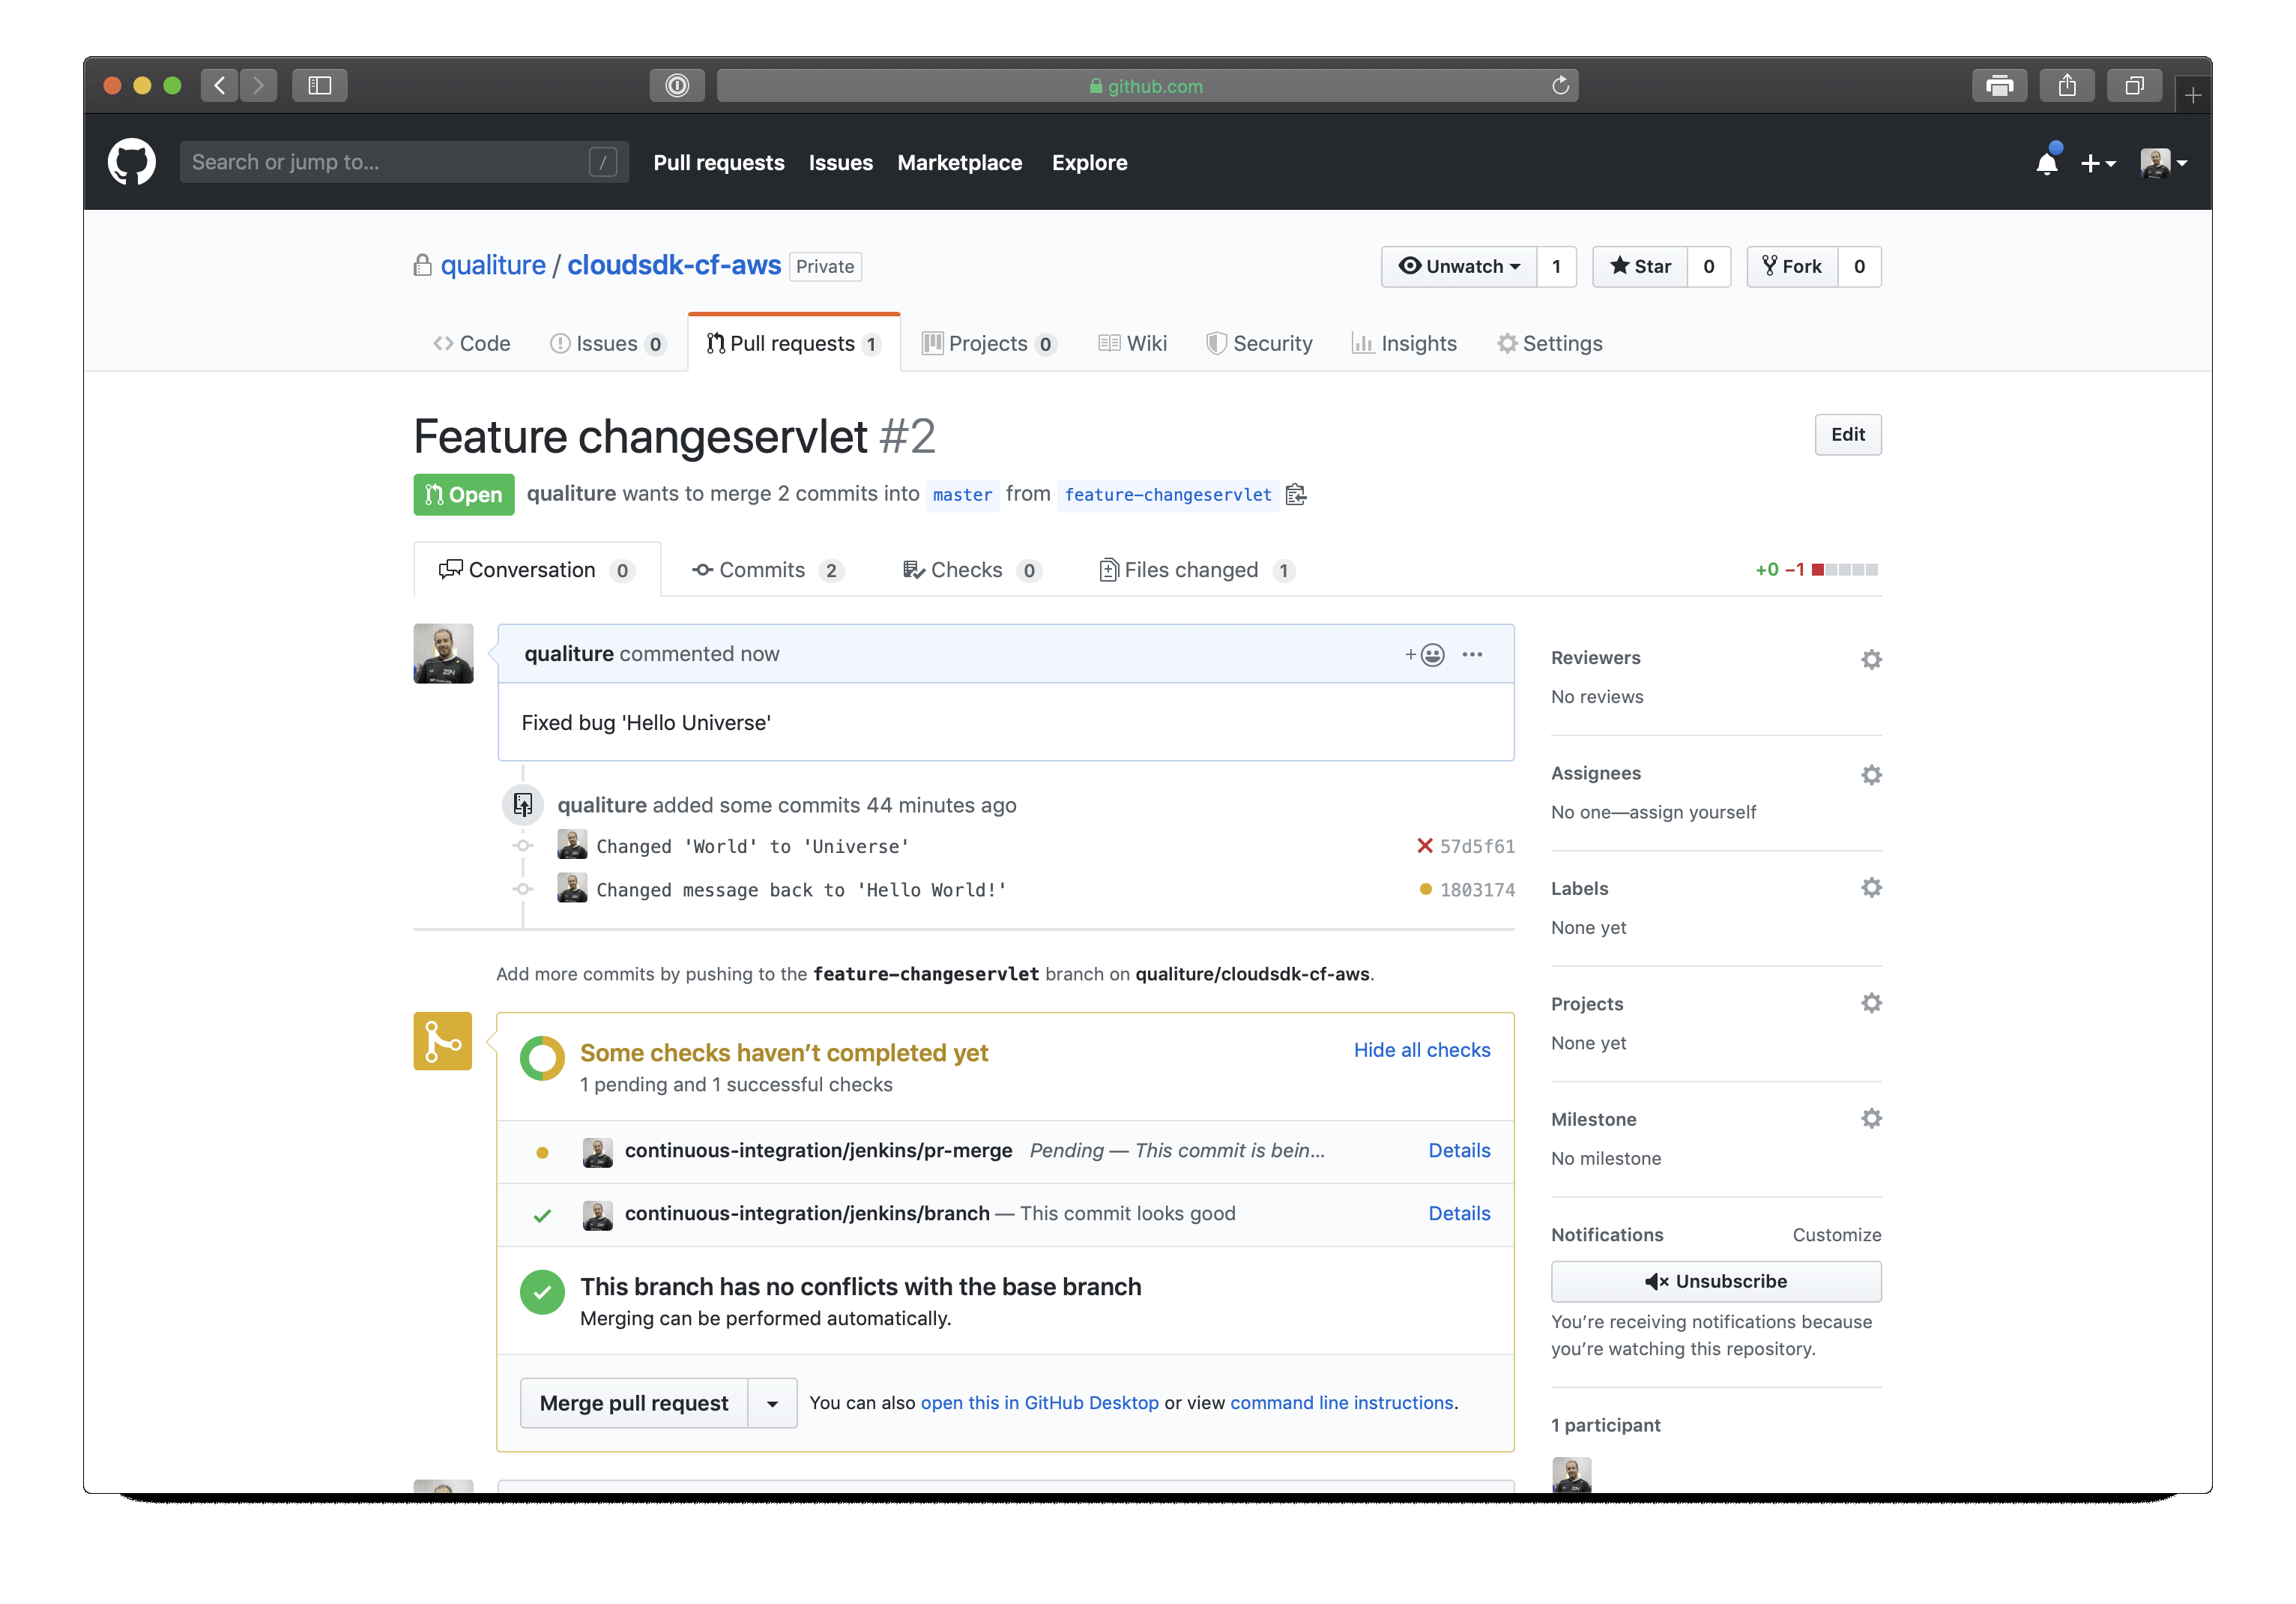 github.com
Search or jump to... /
Pull requests Issues Marketplace Explore
qualiture / cloudsdk-cf-aws Private
Unwatch 1 Star 0 Fork 0
Code Issues 0 Pull requests 1 Projects 0 Wiki Security Insights Settings
Feature changeservlet #2
Edit
Open qualiture wants to merge 2 commits into master from feature-changeservlet
Conversation 0 Commits 2 Checks 0 Files changed 1 +0 −1
qualiture commented now
Fixed bug 'Hello Universe'
qualiture added some commits 44 minutes ago
Changed 'World' to 'Universe' 57d5f61
Changed message back to 'Hello World!' 1803174
Add more commits by pushing to the feature-changeservlet branch on qualiture/cloudsdk-cf-aws.
Some checks haven’t completed yet Hide all checks
1 pending and 1 successful checks
continuous-integration/jenkins/pr-merge Pending — This commit is bein... Details
continuous-integration/jenkins/branch — This commit looks good Details
This branch has no conflicts with the base branch
Merging can be performed automatically.
Merge pull request You can also open this in GitHub Desktop or view command line instructions.
Reviewers
No reviews
Assignees
No one—assign yourself
Labels
None yet
Projects
None yet
Milestone
No milestone
Notifications Customize
Unsubscribe
You’re receiving notifications because
you’re watching this repository.
1 participant